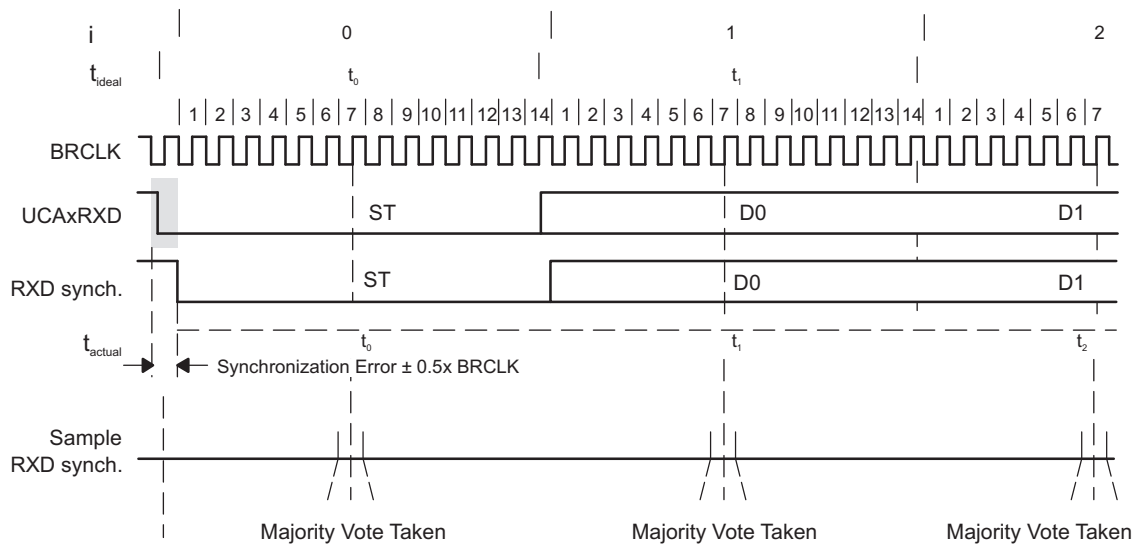 i 0 1 2
tideal t0 t1
1 2 3 4 5 6 7 8 9 10 11 12 13 14 1 2 3 4 5 6 7 8 9 10 11 12 13 14 1 2 3 4 5 6 7
BRCLK
UCAxRXD ST D0 D1
RXD synch. ST D0 D1
tactual t0 t1 t2
Synchronization Error ± 0.5x BRCLK
Sample
RXD synch.
Majority Vote Taken Majority Vote Taken Majority Vote Taken